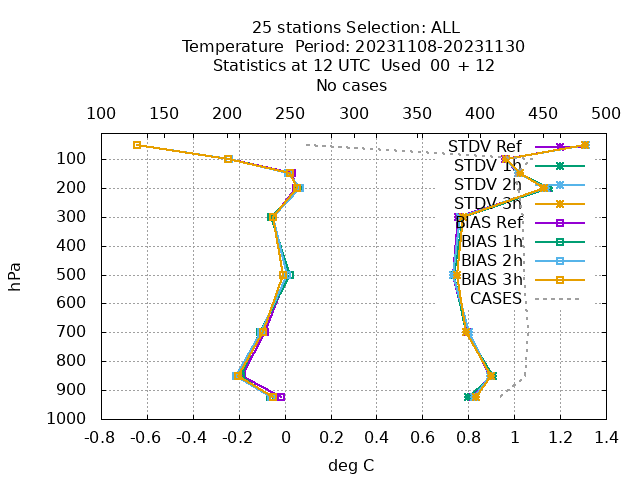 25 stations Selection: ALL
Temperature  Period: 20231108-20231130
Statistics at 12 UTC  Used  00 + 12
No cases
100 150 200 250 300 350 400 450 500
STDV Ref
STDV 1h
STDV 2h
STDV 3h
BIAS Ref
BIAS 1h
BIAS 2h
BIAS 3h
CASES
100
200
300
400
500
600
700
800
900
1000
hPa
-0.8 -0.6 -0.4 -0.2 0 0.2 0.4 0.6 0.8 1 1.2 1.4
deg C